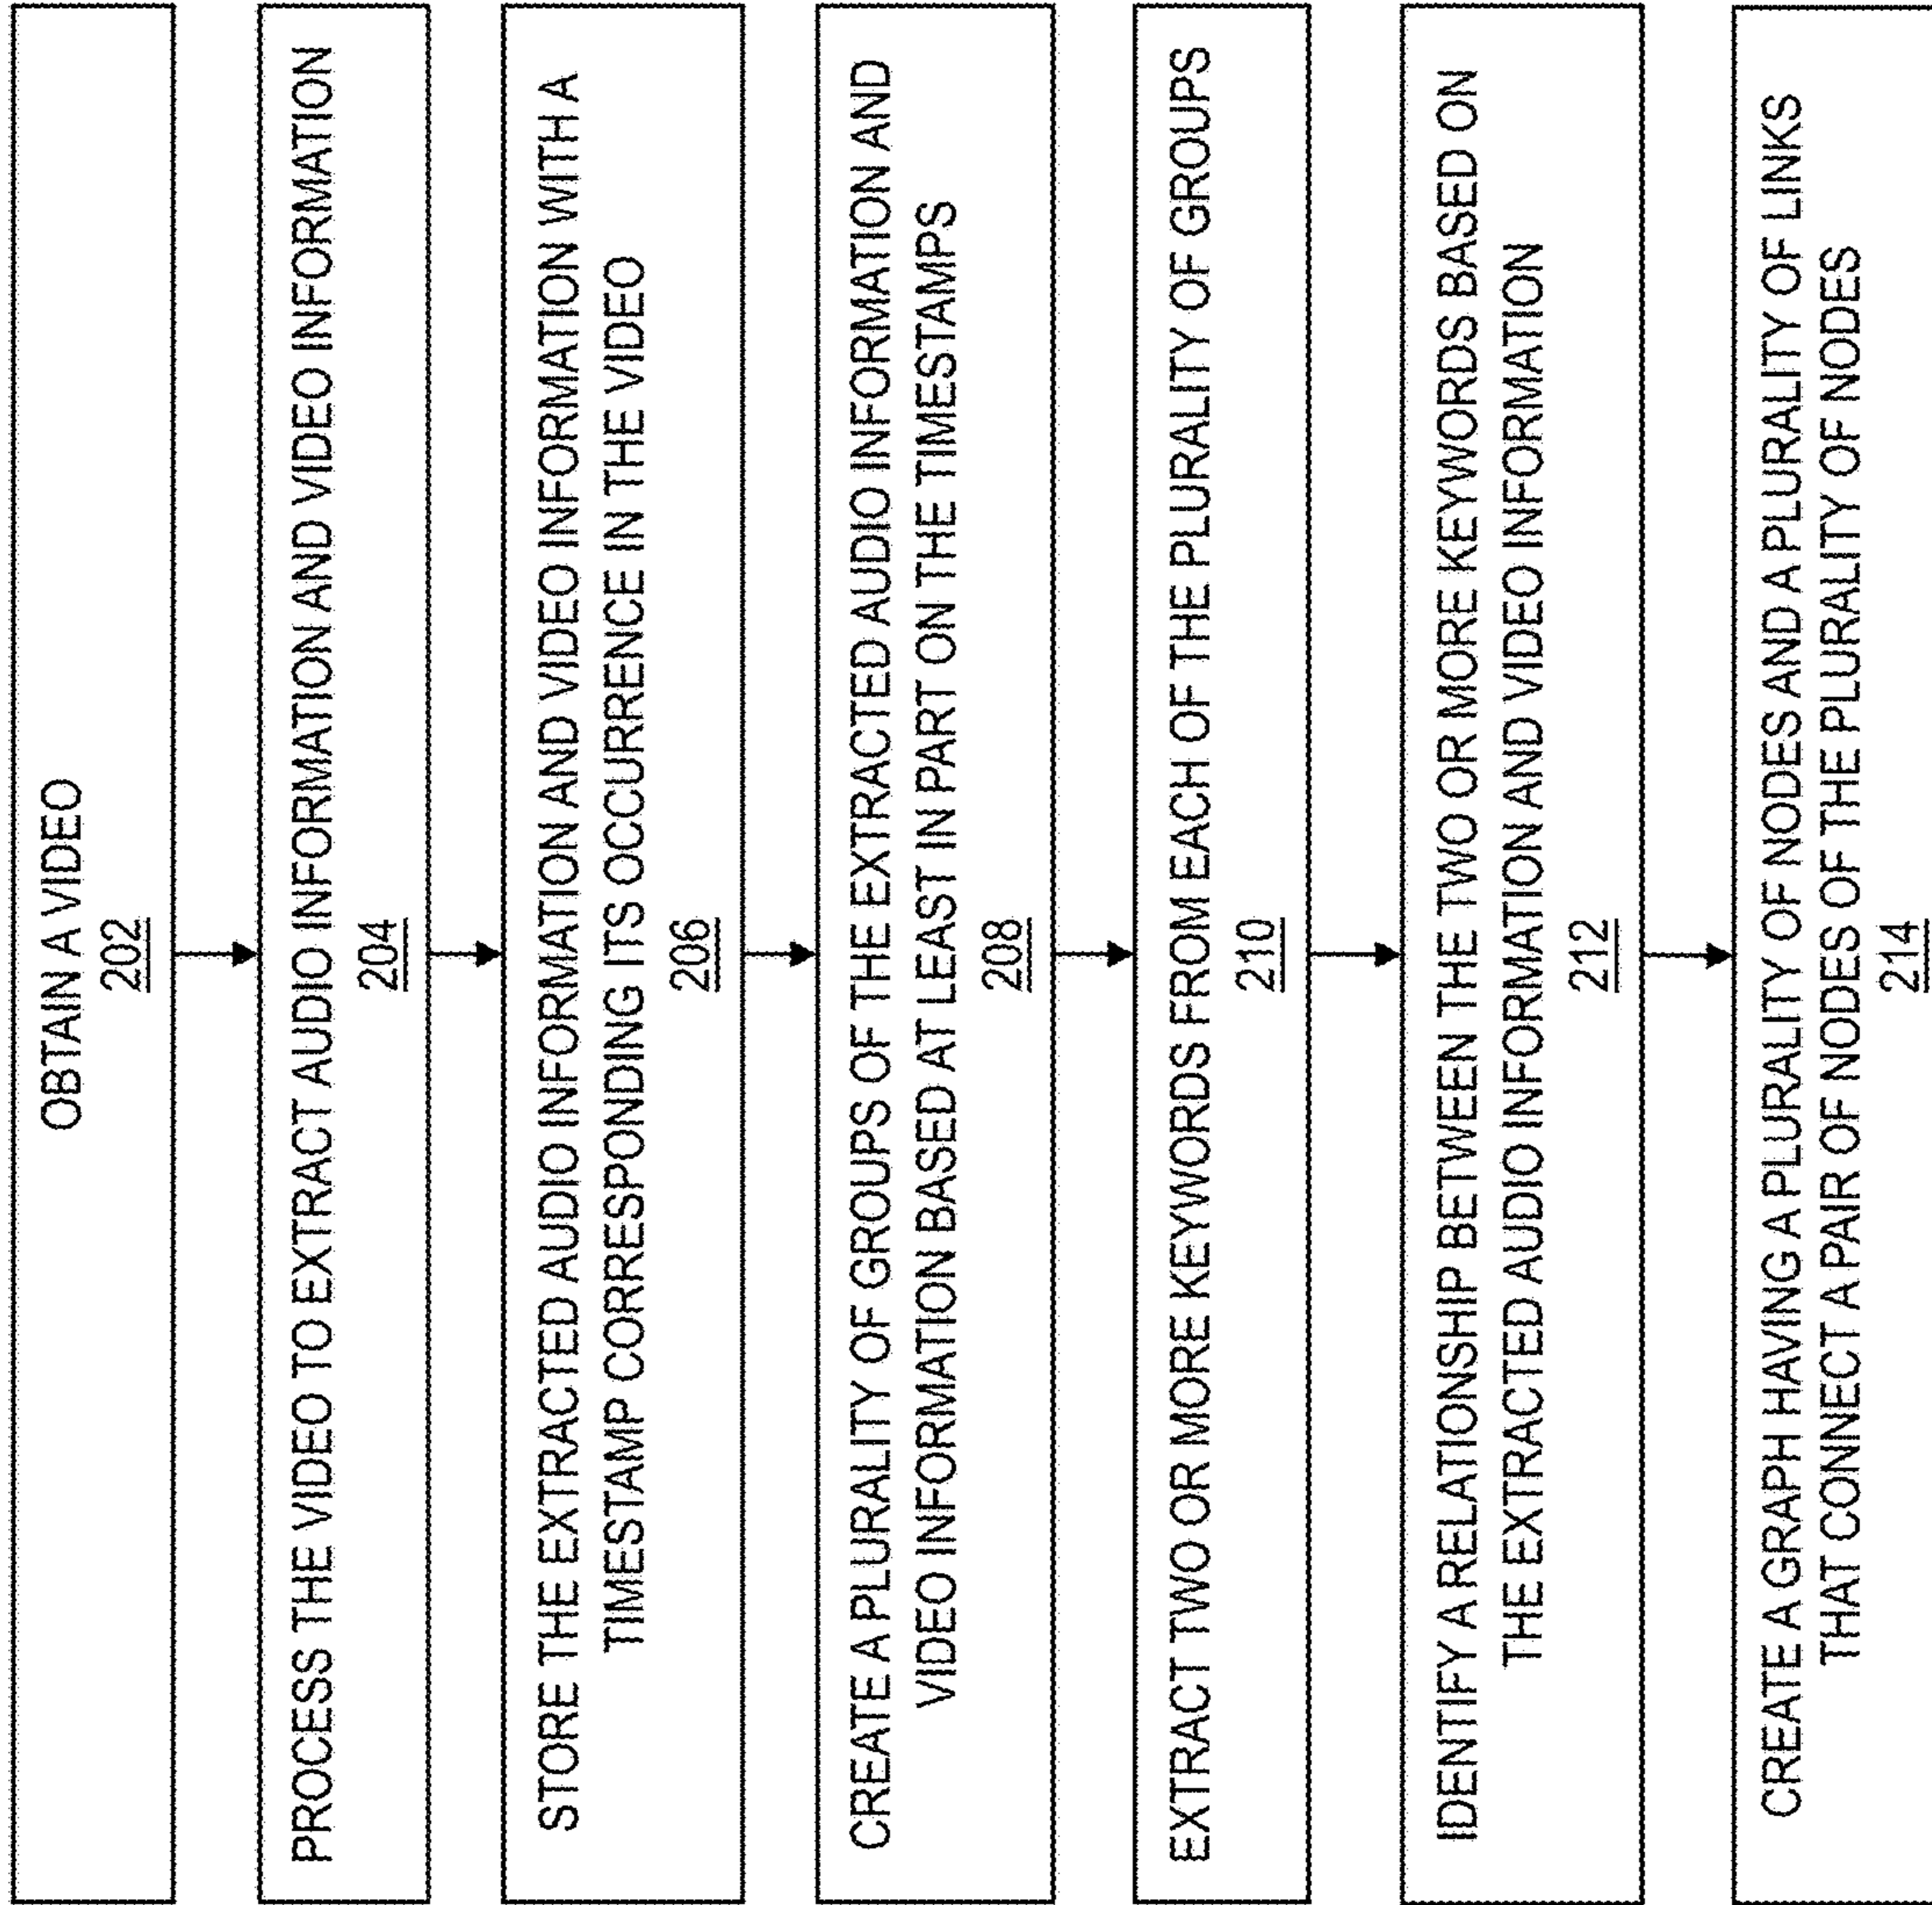 OBTAIN A VIDEO
202
PROCESS THE VIDEO TO EXTRACT AUDIO INFORMATION AND VIDEO INFORMATION
204
STORE THE EXTRACTED AUDIO INFORMATION AND VIDEO INFORMATION WITH A
TIMESTAMP CORRESPONDING ITS OCCURRENCE IN THE VIDEO
206
CREATE A PLURALITY OF GROUPS OF THE EXTRACTED AUDIO INFORMATION AND
VIDEO INFORMATION BASED AT LEAST IN PART ON THE TIMESTAMPS
208
EXTRACT TWO OR MORE KEYWORDS FROM EACH OF THE PLURALITY OF GROUPS
210
IDENTIFY A RELATIONSHIP BETWEEN THE TWO OR MORE KEYWORDS BASED ON
THE EXTRACTED AUDIO INFORMATION AND VIDEO INFORMATION
212
CREATE A GRAPH HAVING A PLURALITY OF NODES AND A PLURALITY OF LINKS
THAT CONNECT A PAIR OF NODES OF THE PLURALITY OF NODES
214